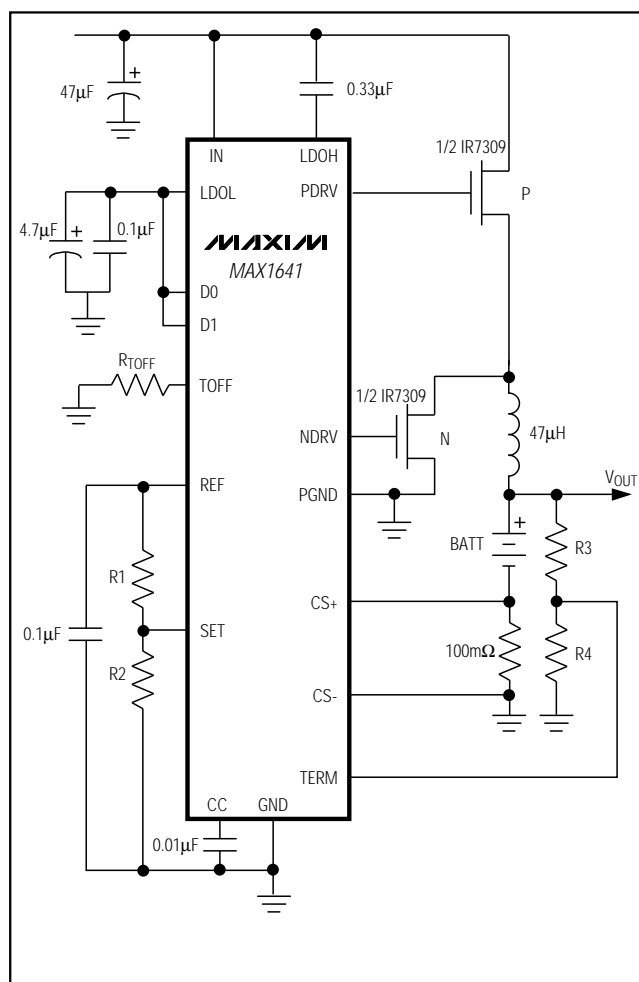 47µF
+
0.33µF
IN
LDOH
1/2 IR7309
LDOL
PDRV
P
4.7µF
+
0.1µF
MAXIM
MAX1641
D0
D1
RTOFF
TOFF
1/2 IR7309
NDRV
N
47µH
REF
PGND
VOUT
+
BATT
R3
R1
CS+
0.1µF
SET
100mΩ
R4
R2
CS-
TERM
CC
GND
0.01µF